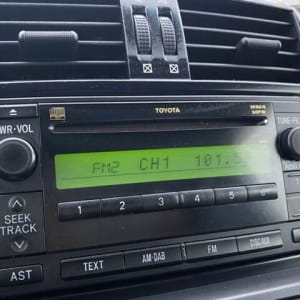 TOYOTA
WMA
MP3
PWR-VOL
TUNE-FILE
FM2 CH1 101.5
1 2 3 4 5 6
SEEK
TRACK
AST
TEXT
AM·DAB
FM
DISC·AUX